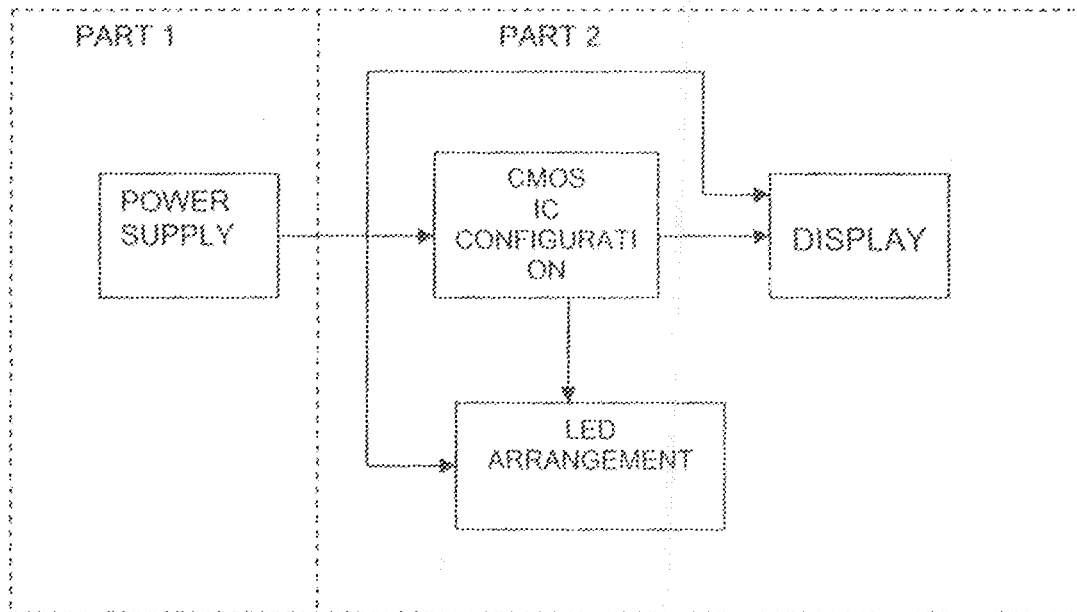 PART 1
PART 2
POWER
SUPPLY
CMOS
IC
CONFIGURATI
ON
DISPLAY
LED
ARRANGEMENT